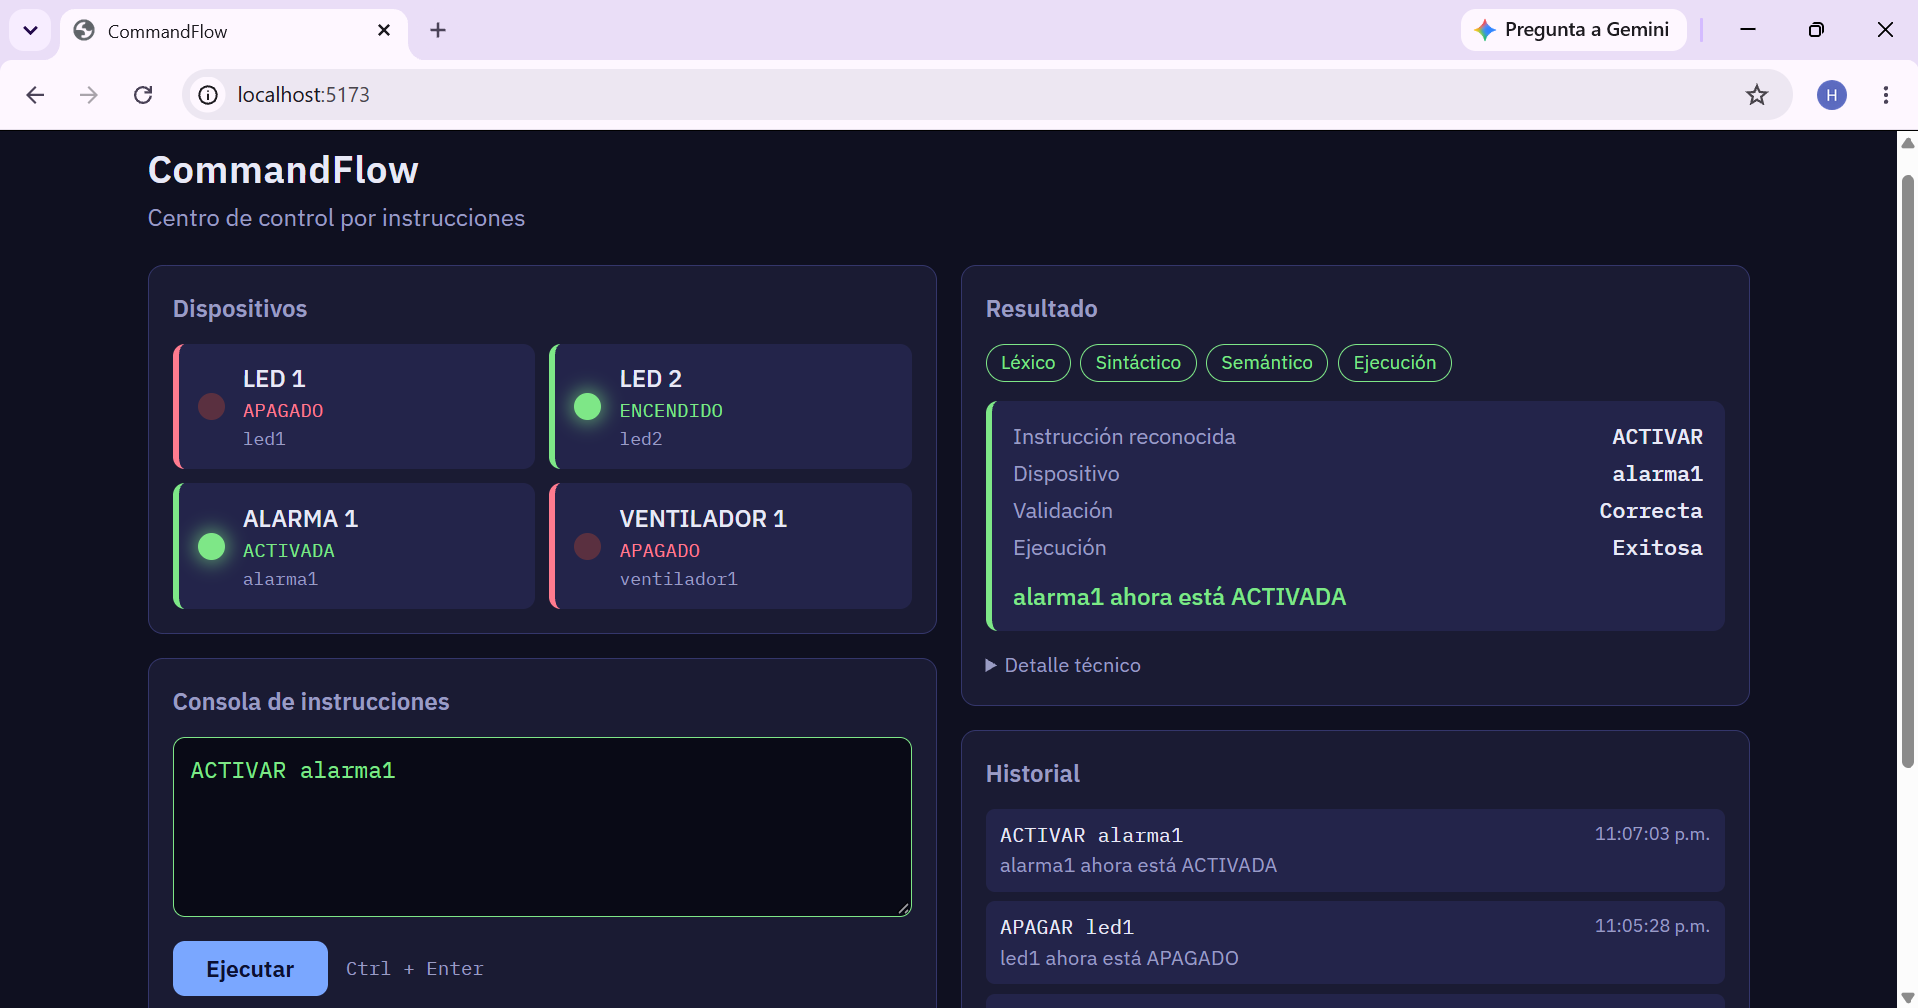 CommandFlow
Pregunta a Gemini
localhost:5173
H
CommandFlow
Centro de control por instrucciones
Dispositivos
LED 1
APAGADO
led1
LED 2
ENCENDIDO
led2
ALARMA 1
ACTIVADA
alarma1
VENTILADOR 1
APAGADO
ventilador1
Consola de instrucciones
ACTIVAR alarma1
Ejecutar
Ctrl + Enter
Resultado
Léxico
Sintáctico
Semántico
Ejecución
Instrucción reconocida ACTIVAR
Dispositivo alarma1
Validación Correcta
Ejecución Exitosa
alarma1 ahora está ACTIVADA
Detalle técnico
Historial
ACTIVAR alarma1 11:07:03 p.m.
alarma1 ahora está ACTIVADA
APAGAR led1 11:05:28 p.m.
led1 ahora está APAGADO